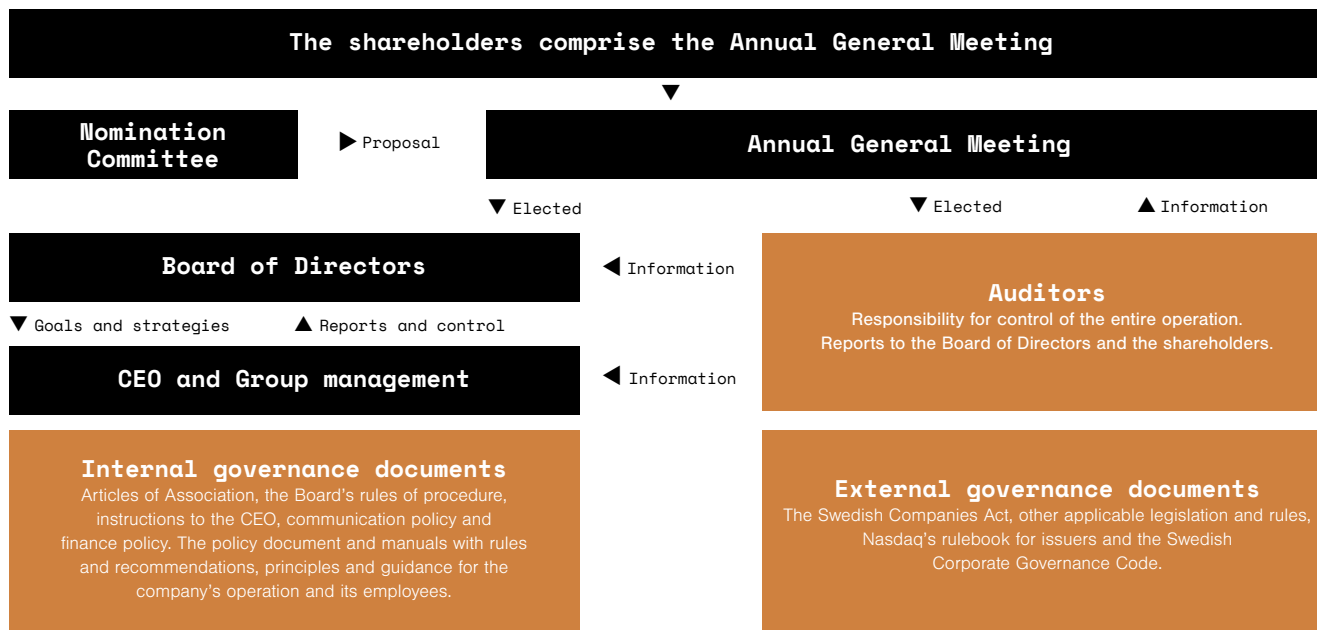 The shareholders comprise the Annual General Meeting
Nomination
Committee
Proposal
Annual General Meeting
Elected
Elected
Information
Board of Directors
Information
Auditors
Responsibility for control of the entire operation.
Reports to the Board of Directors and the shareholders.
Goals and strategies
Reports and control
CEO and Group management
Information
Internal governance documents
Articles of Association, the Board’s rules of procedure,
instructions to the CEO, communication policy and
finance policy. The policy document and manuals with rules
and recommendations, principles and guidance for the
company’s operation and its employees.
External governance documents
The Swedish Companies Act, other applicable legislation and rules,
Nasdaq’s rulebook for issuers and the Swedish
Corporate Governance Code.